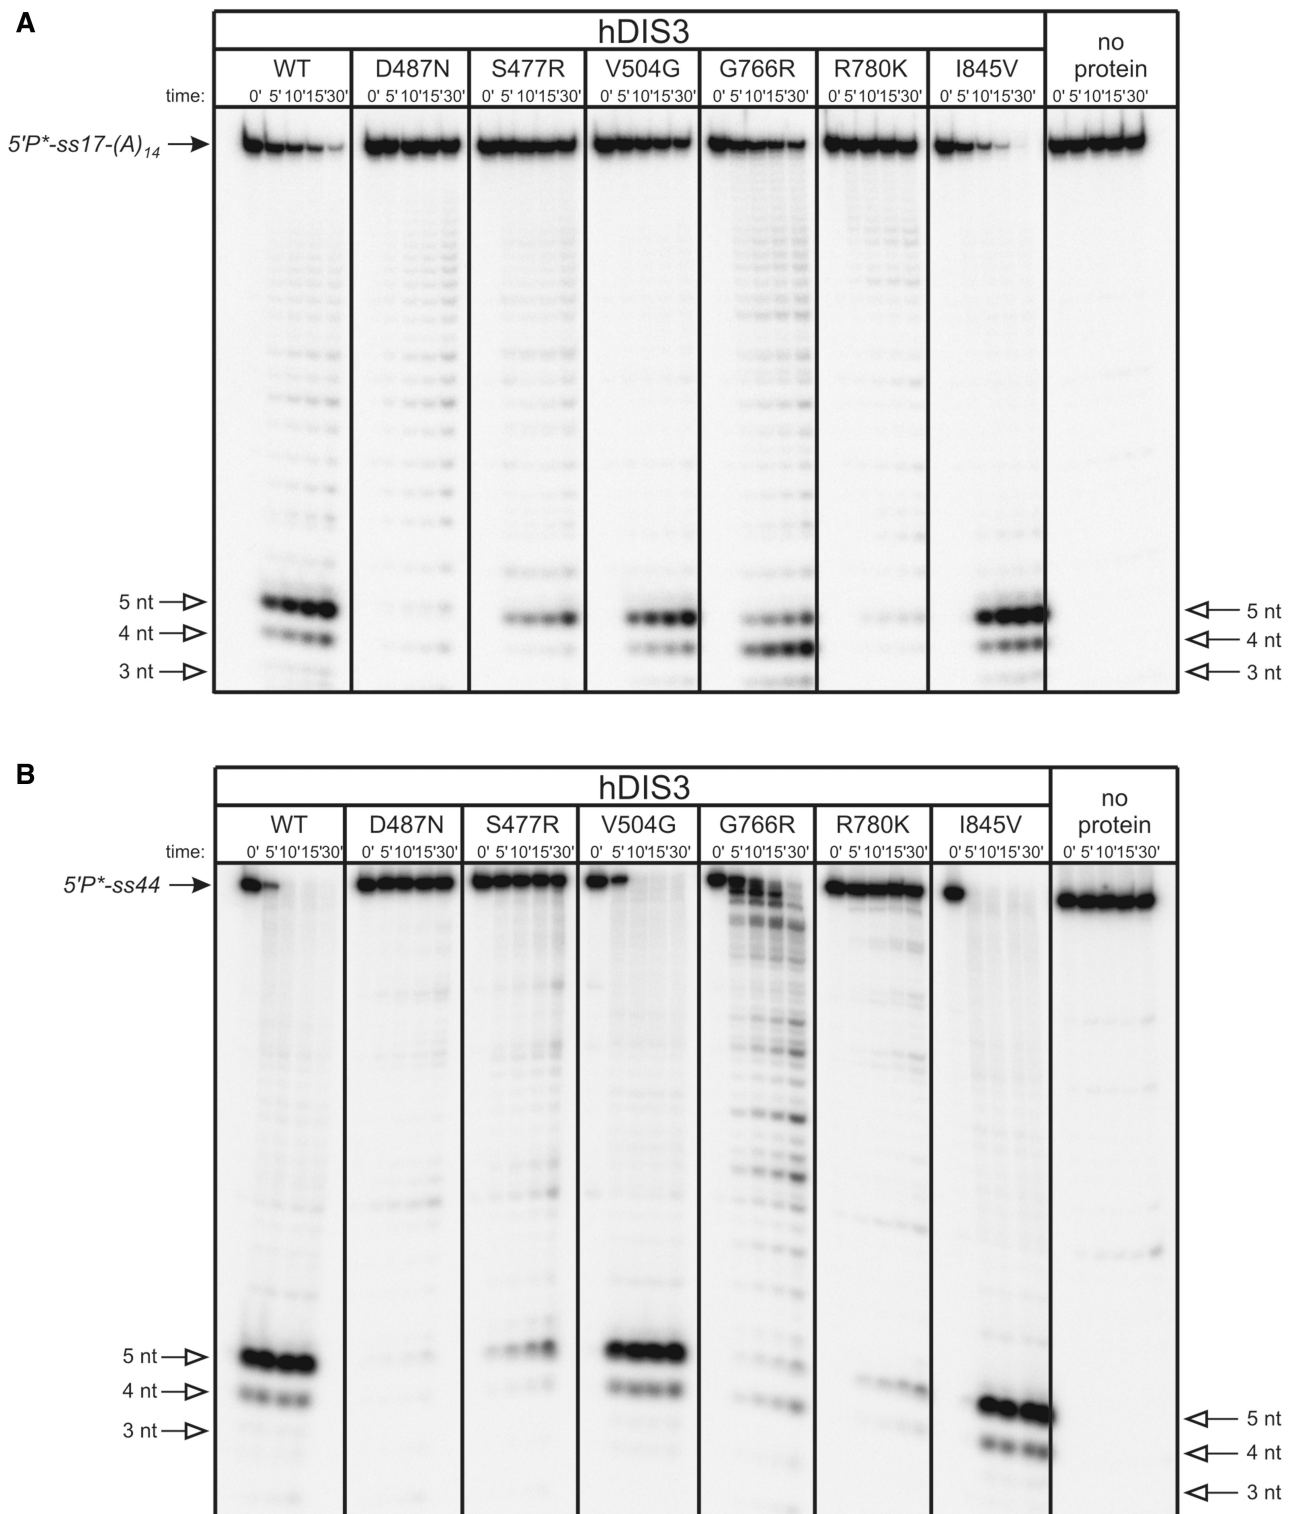 A
hDIS3
no
protein
WT D487N S477R V504G G766R R780K I845V
time: 0' 5' 10'15'30' 0' 5' 10'15'30' 0' 5' 10'15'30' 0' 5' 10'15'30' 0' 5' 10'15'30' 0' 5' 10'15'30' 0' 5' 10'15'30' 0' 5' 10'15'30'
5'P*-ss17-(A)14
5 nt 5 nt
4 nt 4 nt
3 nt 3 nt
B
hDIS3
no
protein
WT D487N S477R V504G G766R R780K I845V
time: 0' 5' 10'15'30' 0' 5' 10'15'30' 0' 5' 10'15'30' 0' 5' 10'15'30' 0' 5' 10'15'30' 0' 5' 10'15'30' 0' 5' 10'15'30' 0' 5' 10'15'30'
5'P*-ss44
5 nt
4 nt
3 nt
5 nt
4 nt
3 nt